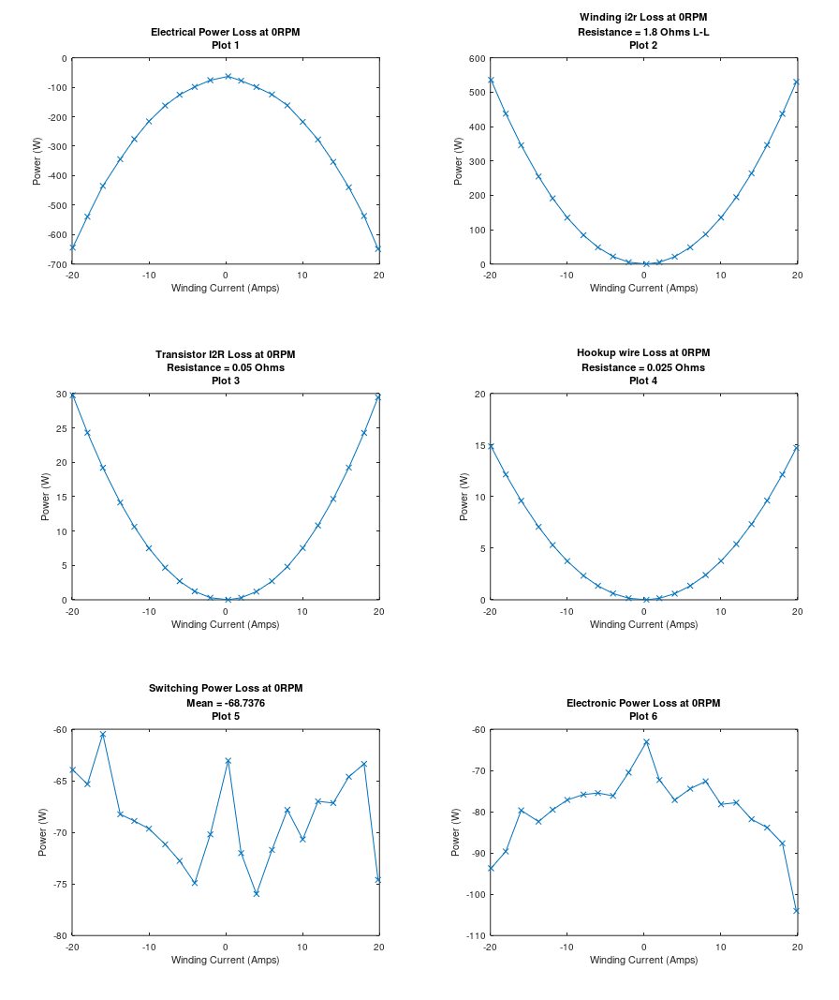 Electrical Power Loss at 0RPM
Plot 1
0
-100
-200
-300
-400
-500
-600
-700
Power (W)
-20
-10
0
10
20
Winding Current (Amps)
Winding i2r Loss at 0RPM
Resistance = 1.8 Ohms L-L
Plot 2
600
500
400
300
200
100
0
Power (W)
-20
-10
0
10
20
Winding Current (Amps)
Transistor I2R Loss at 0RPM
Resistance = 0.05 Ohms
Plot 3
30
25
20
15
10
5
0
Power (W)
-20
-10
0
10
20
Winding Current (Amps)
Hookup wire Loss at 0RPM
Resistance = 0.025 Ohms
Plot 4
20
15
10
5
0
Power (W)
-20
-10
0
10
20
Winding Current (Amps)
Switching Power Loss at 0RPM
Mean = -68.7376
Plot 5
-60
-65
-70
-75
-80
Power (W)
-20
-10
0
10
20
Winding Current (Amps)
Electronic Power Loss at 0RPM
Plot 6
-60
-70
-80
-90
-100
-110
Power (W)
-20
-10
0
10
20
Winding Current (Amps)